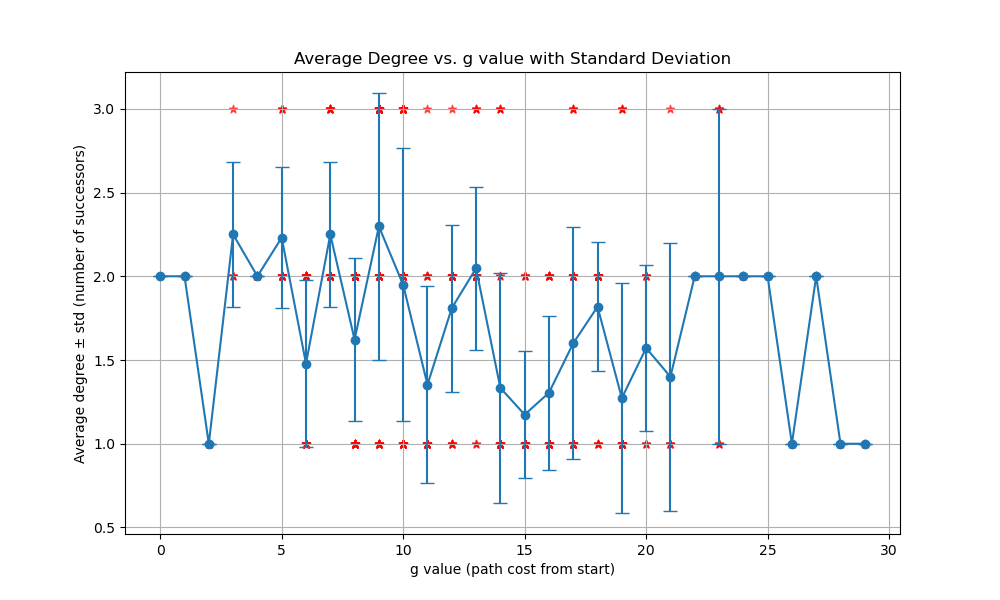 Average Degree vs. g value with Standard Deviation
Average degree ± std (number of successors)
3.0
2.5
2.0
1.5
1.0
0.5
0 5 10 15 20 25 30
g value (path cost from start)